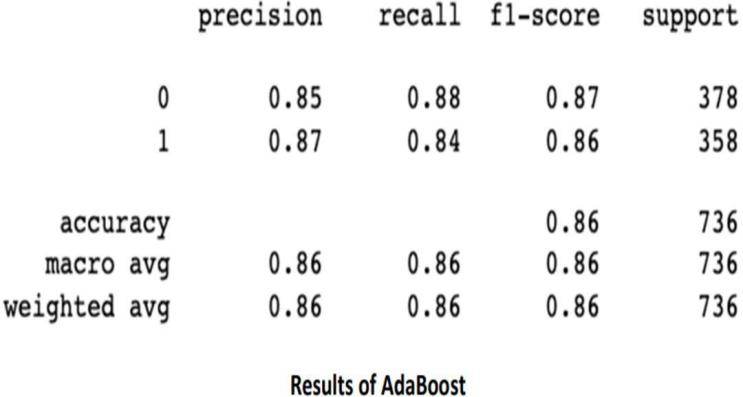 precision recall f1-score support
0 0.85 0.88 0.87 378
1 0.87 0.84 0.86 358
accuracy 0.86 736
macro avg 0.86 0.86 0.86 736
weighted avg 0.86 0.86 0.86 736
Results of AdaBoost